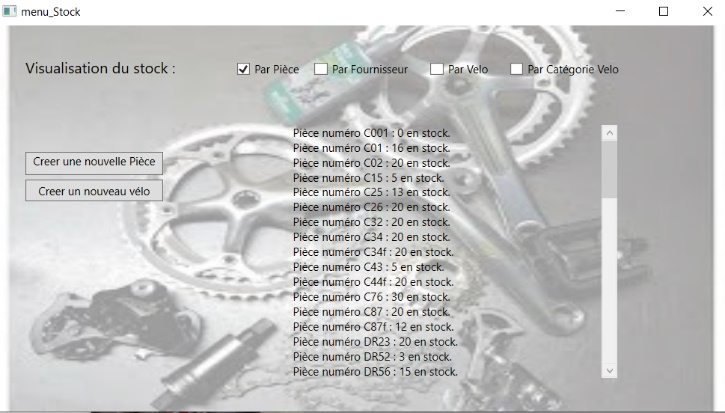 menu_Stock
Visualisation du stock :
Par Pièce
Par Fournisseur
Par Velo
Par Catégorie Velo
Creer une nouvelle Pièce
Creer un nouveau vélo
Pièce numéro C001 : 0 en stock.
Pièce numéro C01 : 16 en stock.
Pièce numéro C02 : 20 en stock.
Pièce numéro C15 : 5 en stock.
Pièce numéro C25 : 13 en stock.
Pièce numéro C26 : 20 en stock.
Pièce numéro C32 : 20 en stock.
Pièce numéro C34 : 20 en stock.
Pièce numéro C34f : 20 en stock.
Pièce numéro C43 : 5 en stock.
Pièce numéro C44f : 20 en stock.
Pièce numéro C76 : 30 en stock.
Pièce numéro C87 : 20 en stock.
Pièce numéro C87f : 12 en stock.
Pièce numéro DR23 : 20 en stock.
Pièce numéro DR52 : 3 en stock.
Pièce numéro DR56 : 15 en stock.